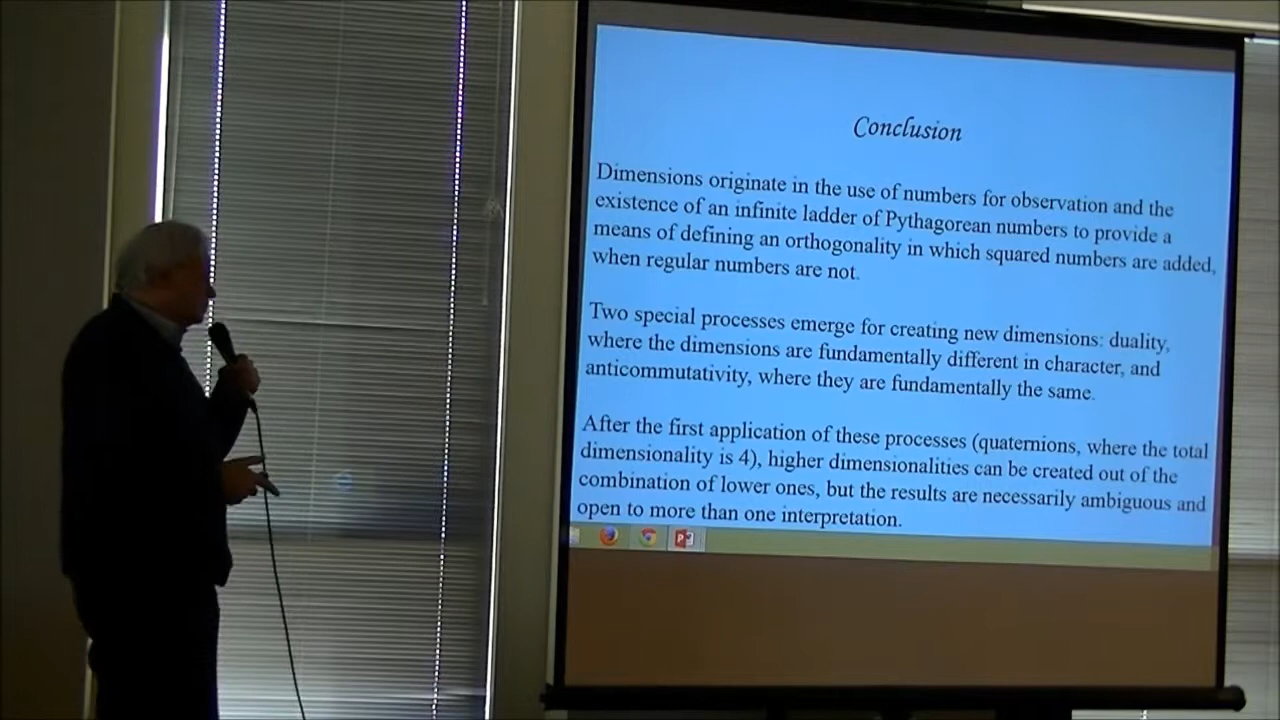 Conclusion
Dimensions originate in the use of numbers for observation and the
existence of an infinite ladder of Pythagorean numbers to provide a
means of defining an orthogonality in which squared numbers are added,
when regular numbers are not.
Two special processes emerge for creating new dimensions: duality,
where the dimensions are fundamentally different in character, and
anticommutativity, where they are fundamentally the same.
After the first application of these processes (quaternions, where the total
dimensionality is 4), higher dimensionalities can be created out of the
combination of lower ones, but the results are necessarily ambiguous and
open to more than one interpretation.